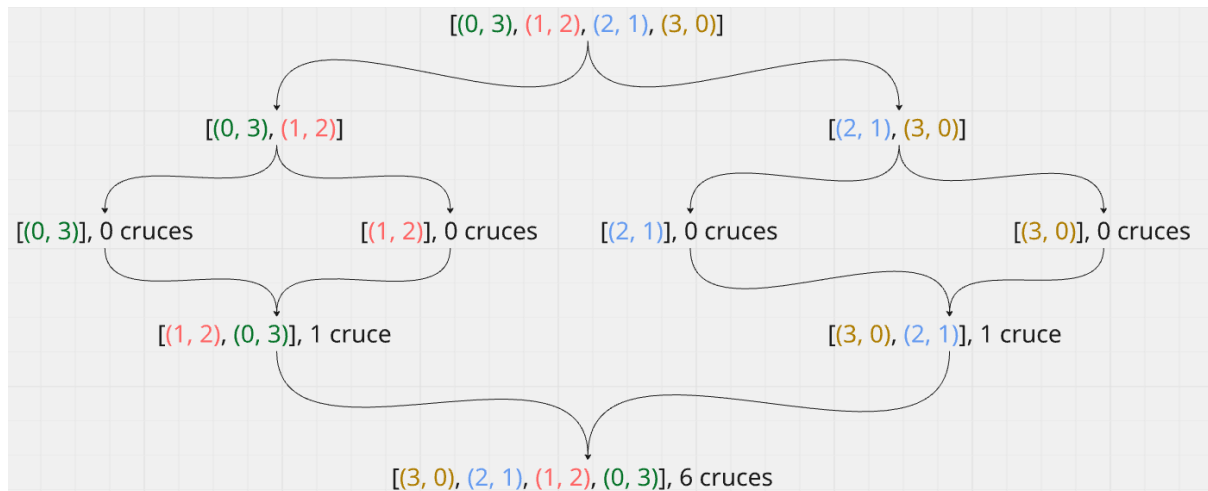 [(0, 3), (1, 2), (2, 1), (3, 0)]
[(0, 3), (1, 2)]
[(2, 1), (3, 0)]
[(0, 3)], 0 cruces
[(1, 2)], 0 cruces
[(2, 1)], 0 cruces
[(3, 0)], 0 cruces
[(1, 2), (0, 3)], 1 cruce
[(3, 0), (2, 1)], 1 cruce
[(3, 0), (2, 1), (1, 2), (0, 3)], 6 cruces